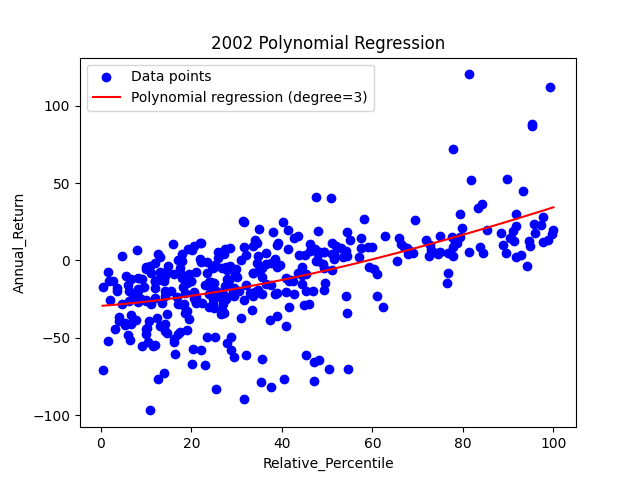 2002 Polynomial Regression
Data points
Polynomial regression (degree=3)
Annual_Return
100
50
0
−50
−100
0 20 40 60 80 100
Relative_Percentile